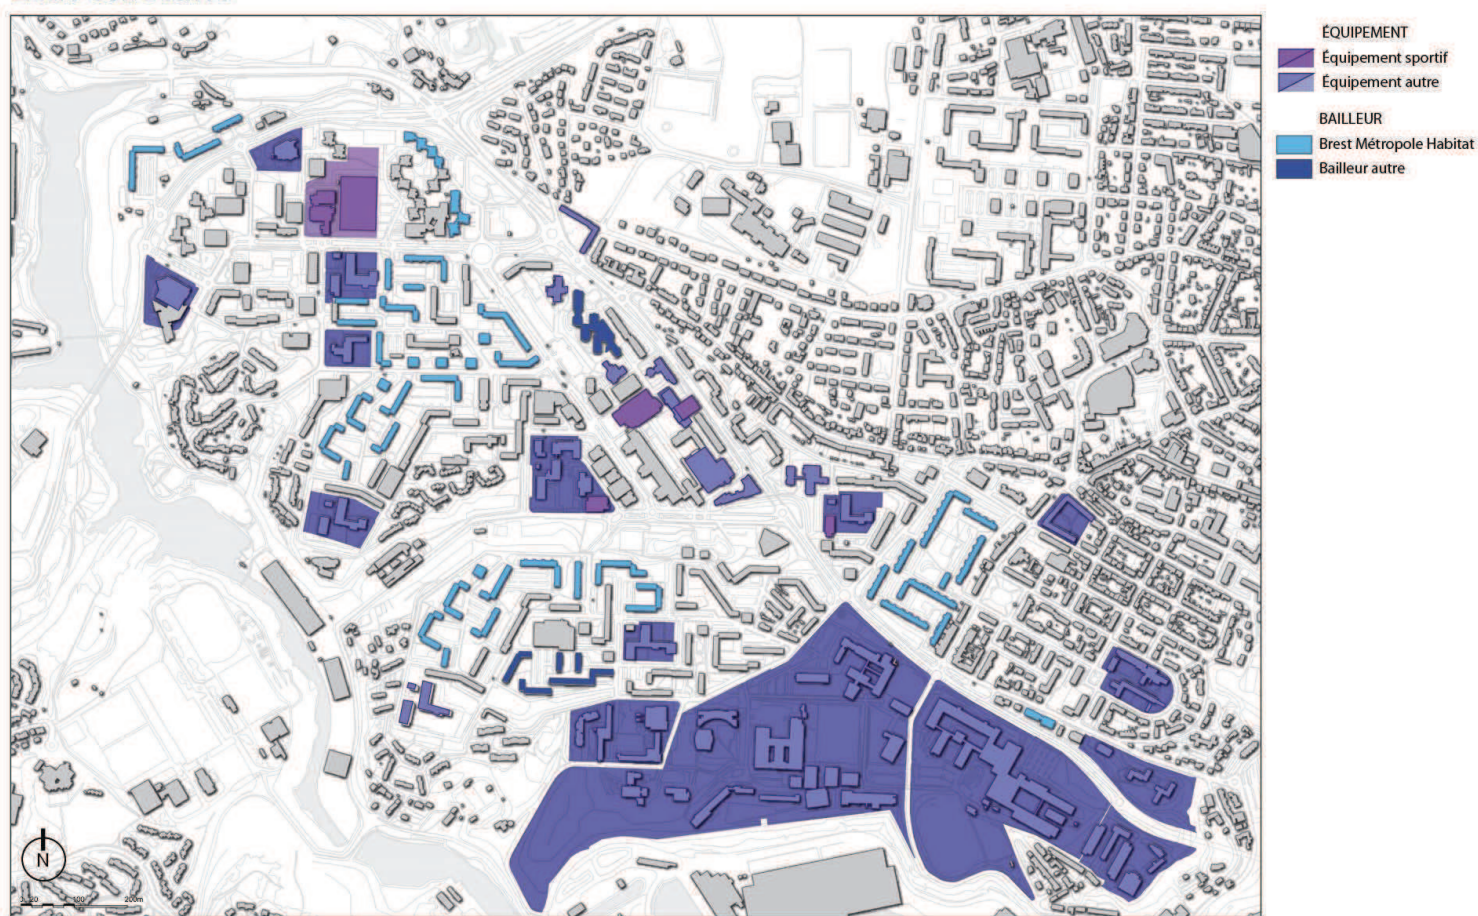 ÉQUIPEMENT
Équipement sportif
Équipement autre
BAILLEUR
Brest Métropole Habitat
Bailleur autre
N
100 200m